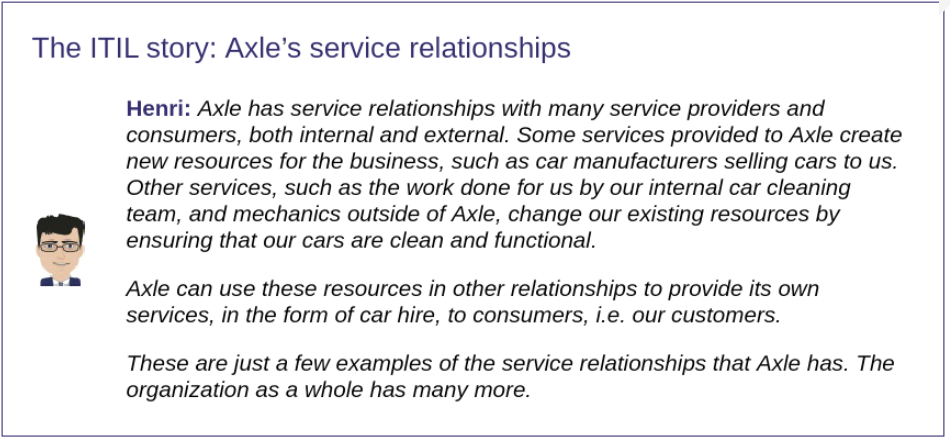 The ITIL story: Axle’s service relationships
Henri: Axle has service relationships with many service providers and
consumers, both internal and external. Some services provided to Axle create
new resources for the business, such as car manufacturers selling cars to us.
Other services, such as the work done for us by our internal car cleaning
team, and mechanics outside of Axle, change our existing resources by
ensuring that our cars are clean and functional.
Axle can use these resources in other relationships to provide its own
services, in the form of car hire, to consumers, i.e. our customers.
These are just a few examples of the service relationships that Axle has. The
organization as a whole has many more.